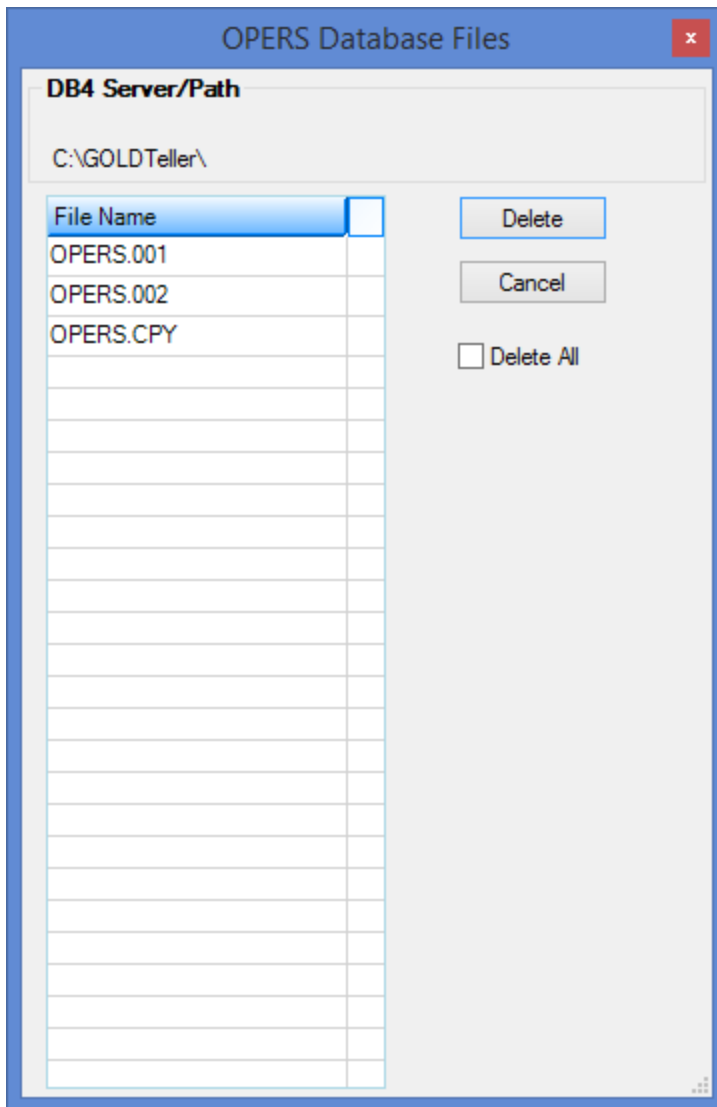 OPERS Database Files
x
DB4 Server/Path
C:\GOLDTeller\
File Name
OPERS.001
OPERS.002
OPERS.CPY
Delete
Cancel
Delete All